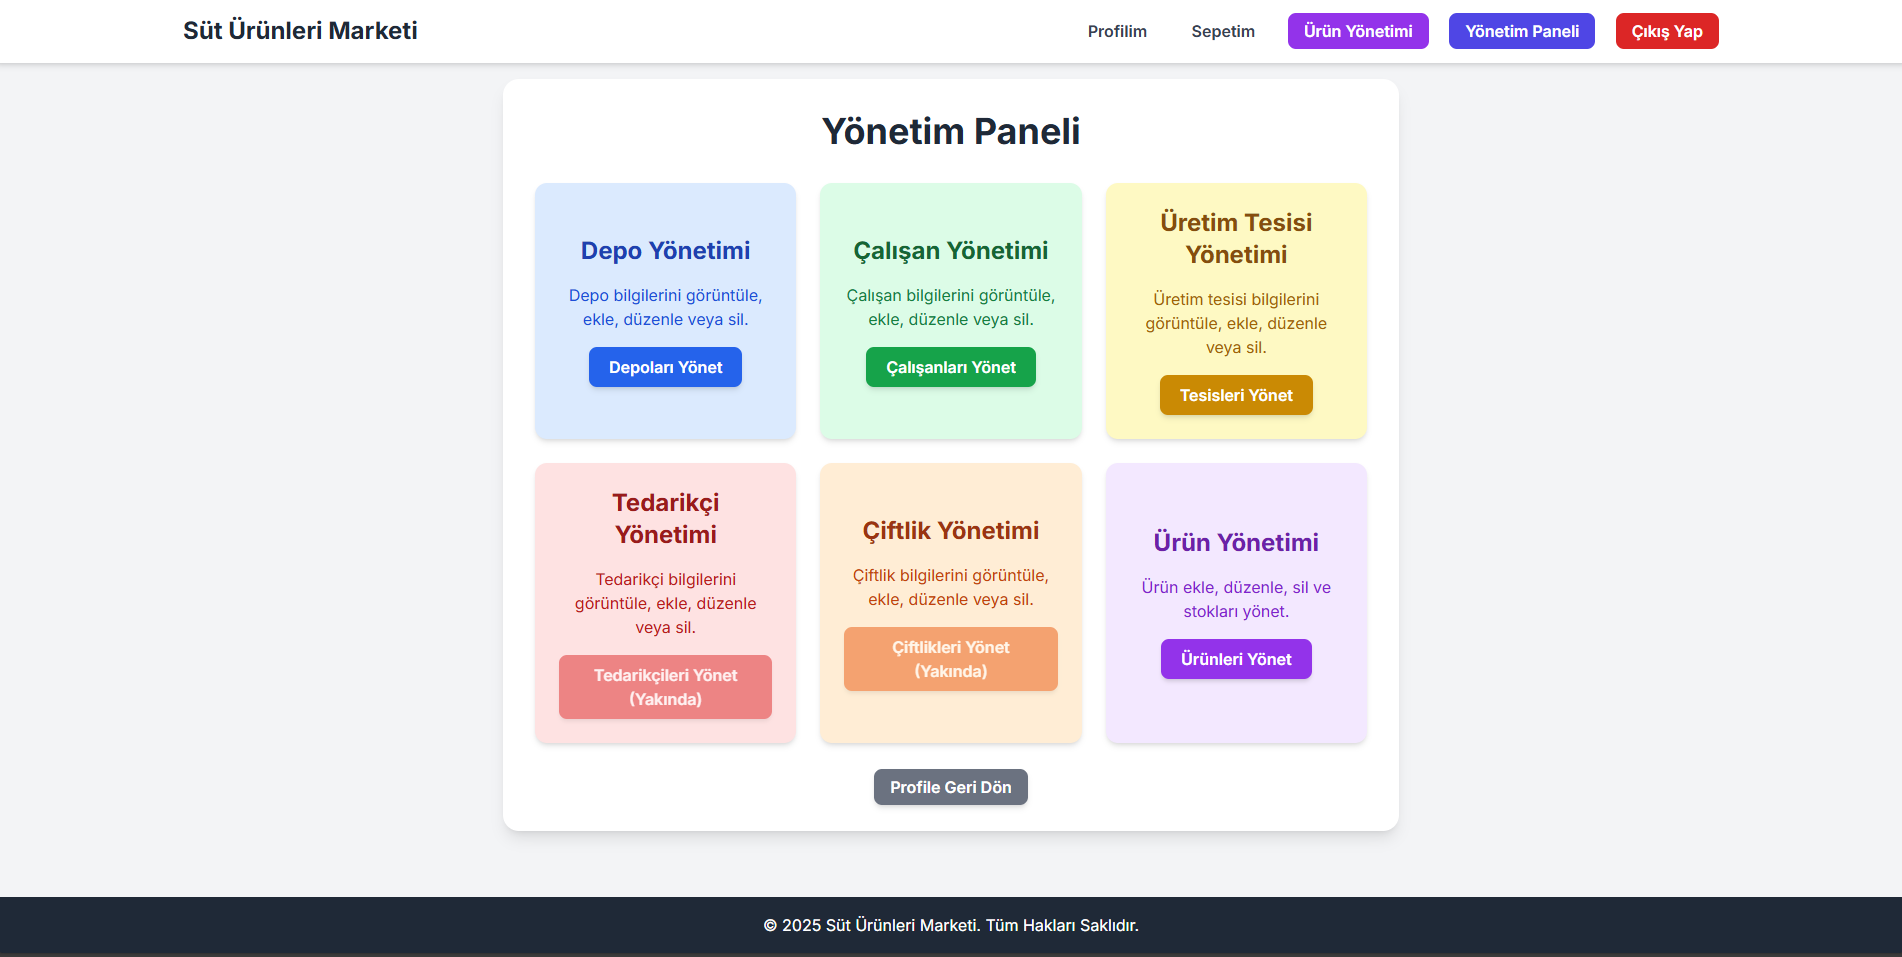 Süt Ürünleri Marketi
Profilim
Sepetim
Ürün Yönetimi
Yönetim Paneli
Çıkış Yap
Yönetim Paneli
Depo Yönetimi
Depo bilgilerini görüntüle,
ekle, düzenle veya sil.
Depoları Yönet
Çalışan Yönetimi
Çalışan bilgilerini görüntüle,
ekle, düzenle veya sil.
Çalışanları Yönet
Üretim Tesisi
Yönetimi
Üretim tesisi bilgilerini
görüntüle, ekle, düzenle
veya sil.
Tesisleri Yönet
Tedarikçi
Yönetimi
Tedarikçi bilgilerini
görüntüle, ekle, düzenle
veya sil.
Tedarikçileri Yönet
(Yakında)
Çiftlik Yönetimi
Çiftlik bilgilerini görüntüle,
ekle, düzenle veya sil.
Çiftlikleri Yönet
(Yakında)
Ürün Yönetimi
Ürün ekle, düzenle, sil ve
stokları yönet.
Ürünleri Yönet
Profile Geri Dön
© 2025 Süt Ürünleri Marketi. Tüm Hakları Saklıdır.